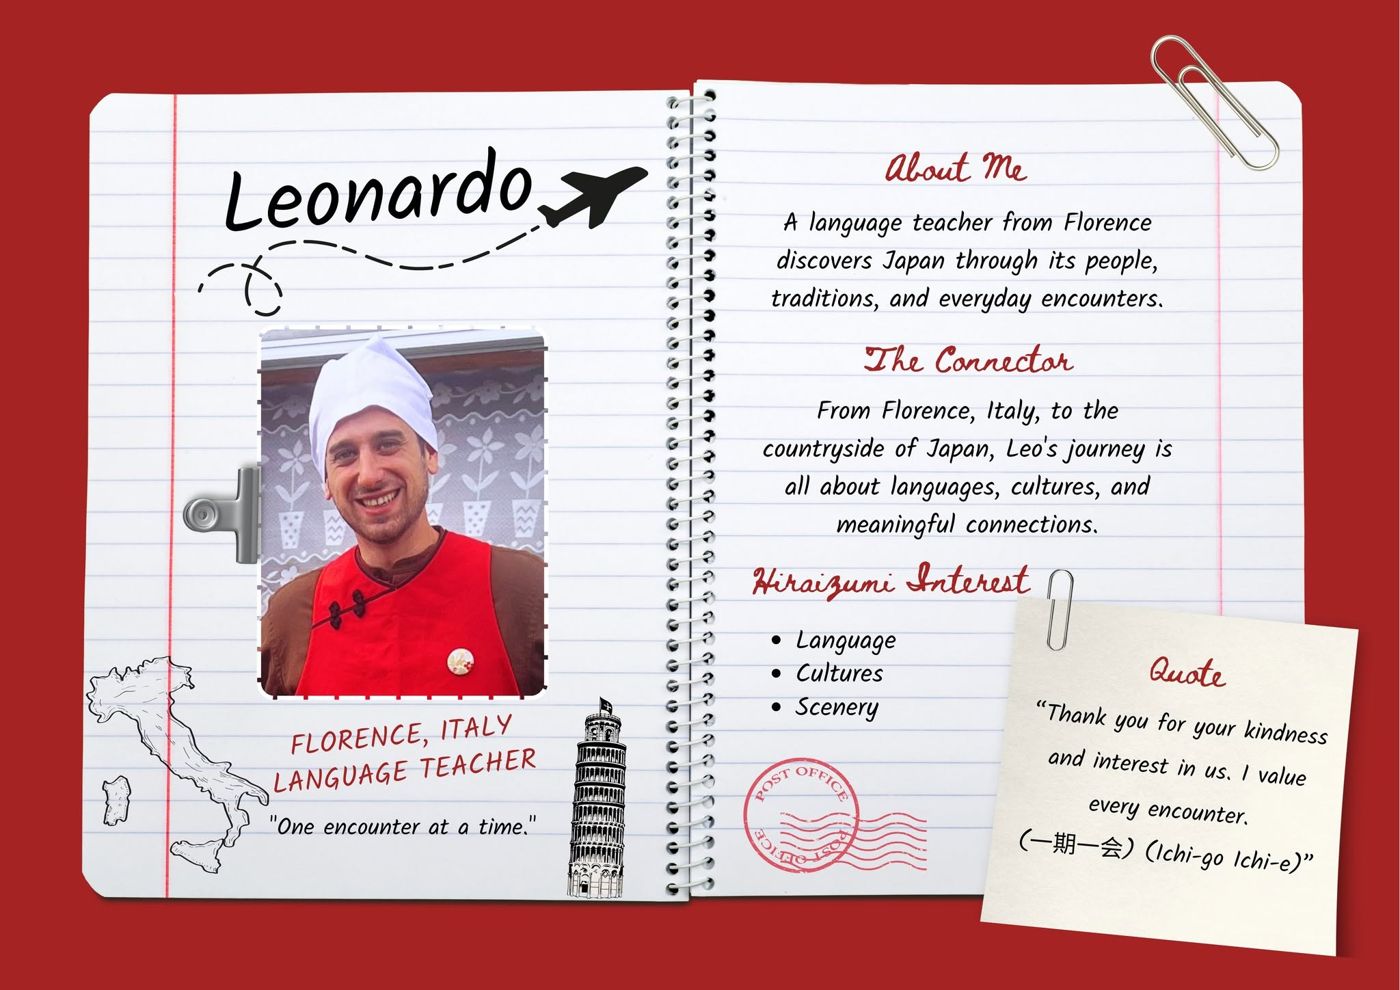 Leonardo
FLORENCE, ITALY
LANGUAGE TEACHER
"One encounter at a time."
About Me
A language teacher from Florence
discovers Japan through its people,
traditions, and everyday encounters.
The Connector
From Florence, Italy, to the
countryside of Japan, Leo's journey is
all about languages, cultures, and
meaningful connections.
Hiraizumi Interest
• Language
• Cultures
• Scenery
POST OFFICE
POST OFFICE
Quote
“Thank you for your kindness
and interest in us. I value
every encounter.
(一期一会) (Ichi-go Ichi-e)”